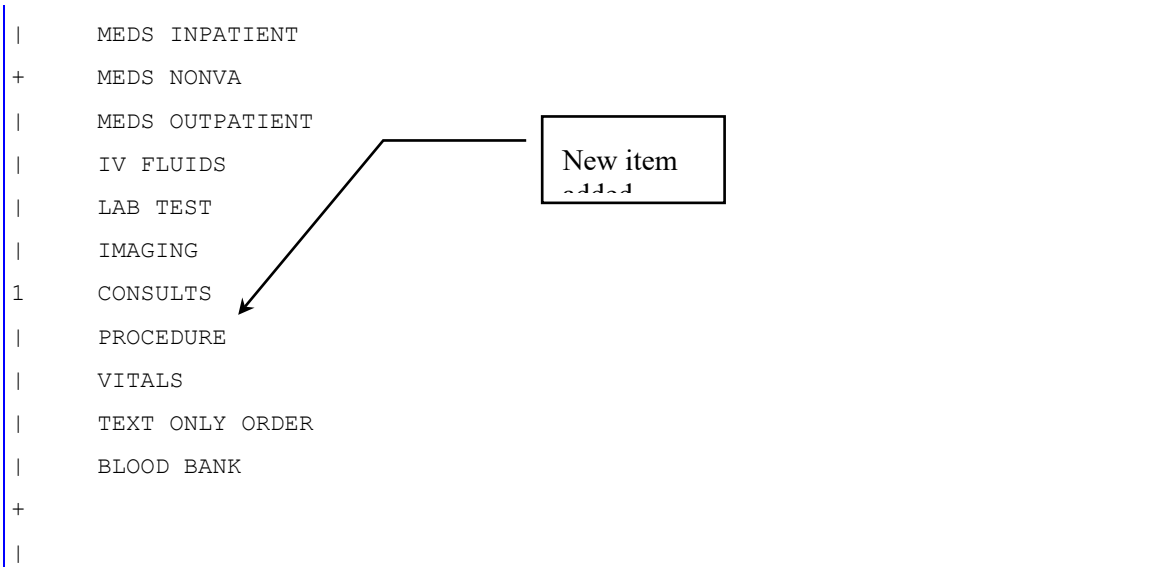 | MEDS INPATIENT
+ MEDS NONVA
| MEDS OUTPATIENT
| IV FLUIDS
| LAB TEST
| IMAGING
1 CONSULTS
| PROCEDURE
| VITALS
| TEXT ONLY ORDER
| BLOOD BANK
+
|
New item
added